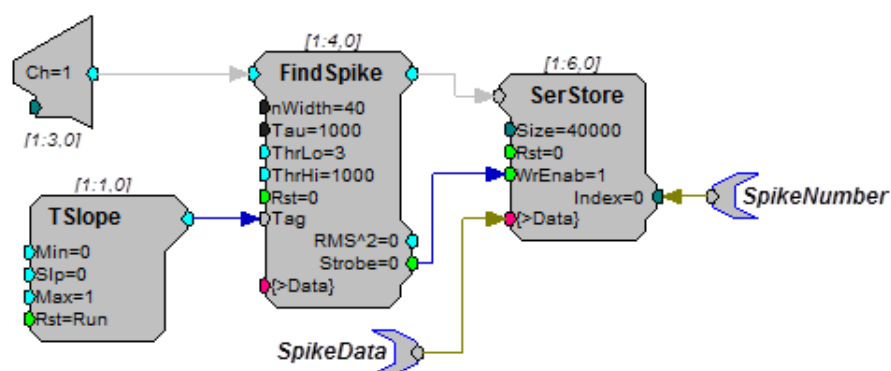 Ch=1
[1:3,0]
[1:4,0]
FindSpike
nWidth=40
Tau=1000
ThrLo=3
ThrHi=1000
Rst=0
Tag
RMS^2=0
Strobe=0
{>Data}
[1:6,0]
SerStore
Size=40000
Rst=0
WrEnab=1
Index=0
{>Data}
SpikeNumber
[1:1,0]
TSlope
Min=0
Slp=0
Max=1
Rst=Run
SpikeData